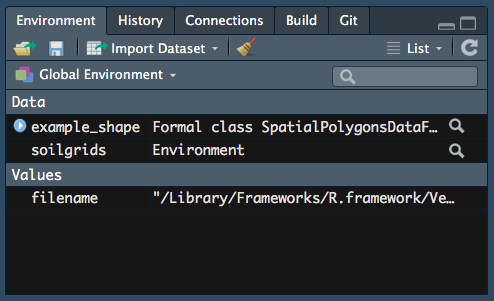 Environment History Connections Build Git
Import Dataset List
Global Environment
Data
example_shape Formal class SpatialPolygonsDataF…
soilgrids Environment
Values
filename "/Library/Frameworks/R.framework/Ve…